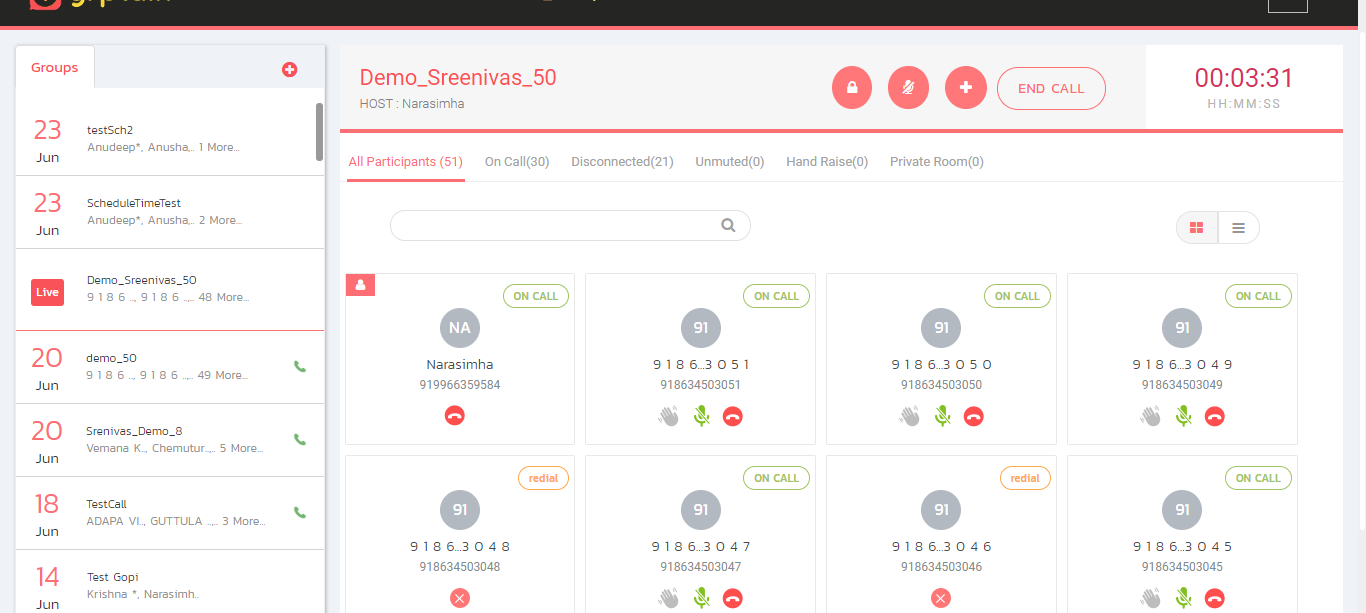 Groups
23
Jun
testSch2
Anudeep*, Anusha,.. 1 More...
23
Jun
ScheduleTimeTest
Anudeep*, Anusha,.. 2 More...
Live
Demo_Sreenivas_50
9 1 8 6 .., 9 1 8 6 ..,.. 48 More...
20
Jun
demo_50
9 1 8 6 .., 9 1 8 6 ..,.. 49 More...
20
Jun
Srenivas_Demo_8
Vemana K.., Chemutur..,.. 5 More...
18
Jun
TestCall
ADAPA VI.., GUTTULA ..,.. 3 More...
14
Jun
Test Gopi
Krishna *, Narasimh..
Demo_Sreenivas_50
HOST : Narasimha
END CALL
00:03:31
HH:MM:SS
All Participants (51) On Call(30) Disconnected(21) Unmuted(0) Hand Raise(0) Private Room(0)
ON CALL
NA
Narasimha
919966359584
ON CALL
91
9 1 8 6...3 0 5 1
918634503051
ON CALL
91
9 1 8 6...3 0 5 0
918634503050
ON CALL
91
9 1 8 6...3 0 4 9
918634503049
redial
91
9 1 8 6...3 0 4 8
918634503048
ON CALL
91
9 1 8 6...3 0 4 7
918634503047
redial
91
9 1 8 6...3 0 4 6
918634503046
ON CALL
91
9 1 8 6...3 0 4 5
918634503045